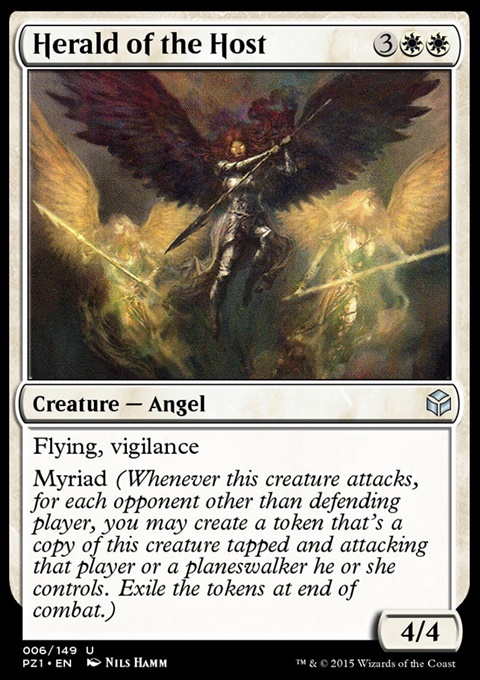 Herald of the Host 3
Creature — Angel
Flying, vigilance
Myriad (Whenever this creature attacks,
for each opponent other than defending
player, you may create a token that's a
copy of this creature tapped and attacking
that player or a planeswalker he or she
controls. Exile the tokens at end of
combat.)
4/4
006/149 U
PZ1 • EN Nils Hamm
™ & © 2015 Wizards of the Coast